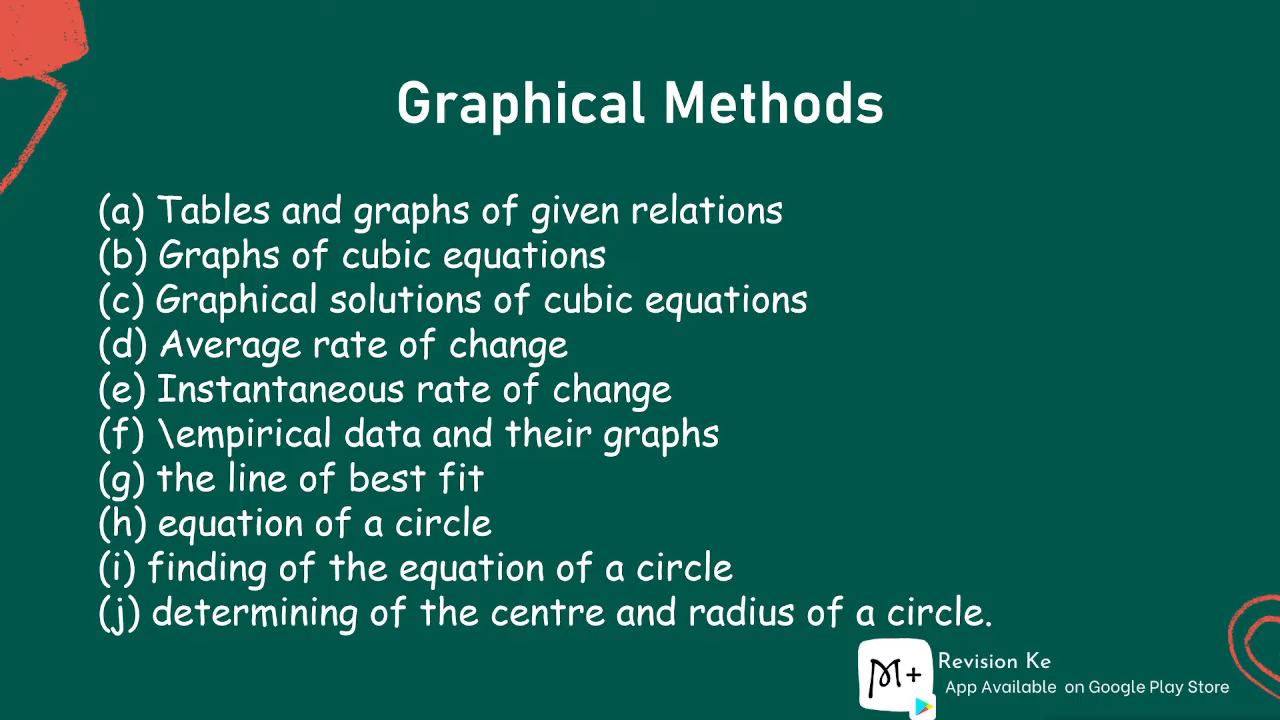 Graphical Methods
(a) Tables and graphs of given relations
(b) Graphs of cubic equations
(c) Graphical solutions of cubic equations
(d) Average rate of change
(e) Instantaneous rate of change
(f) \empirical data and their graphs
(g) the line of best fit
(h) equation of a circle
(i) finding of the equation of a circle
(j) determining of the centre and radius of a circle.
M+
Revision Ke
App Available on Google Play Store